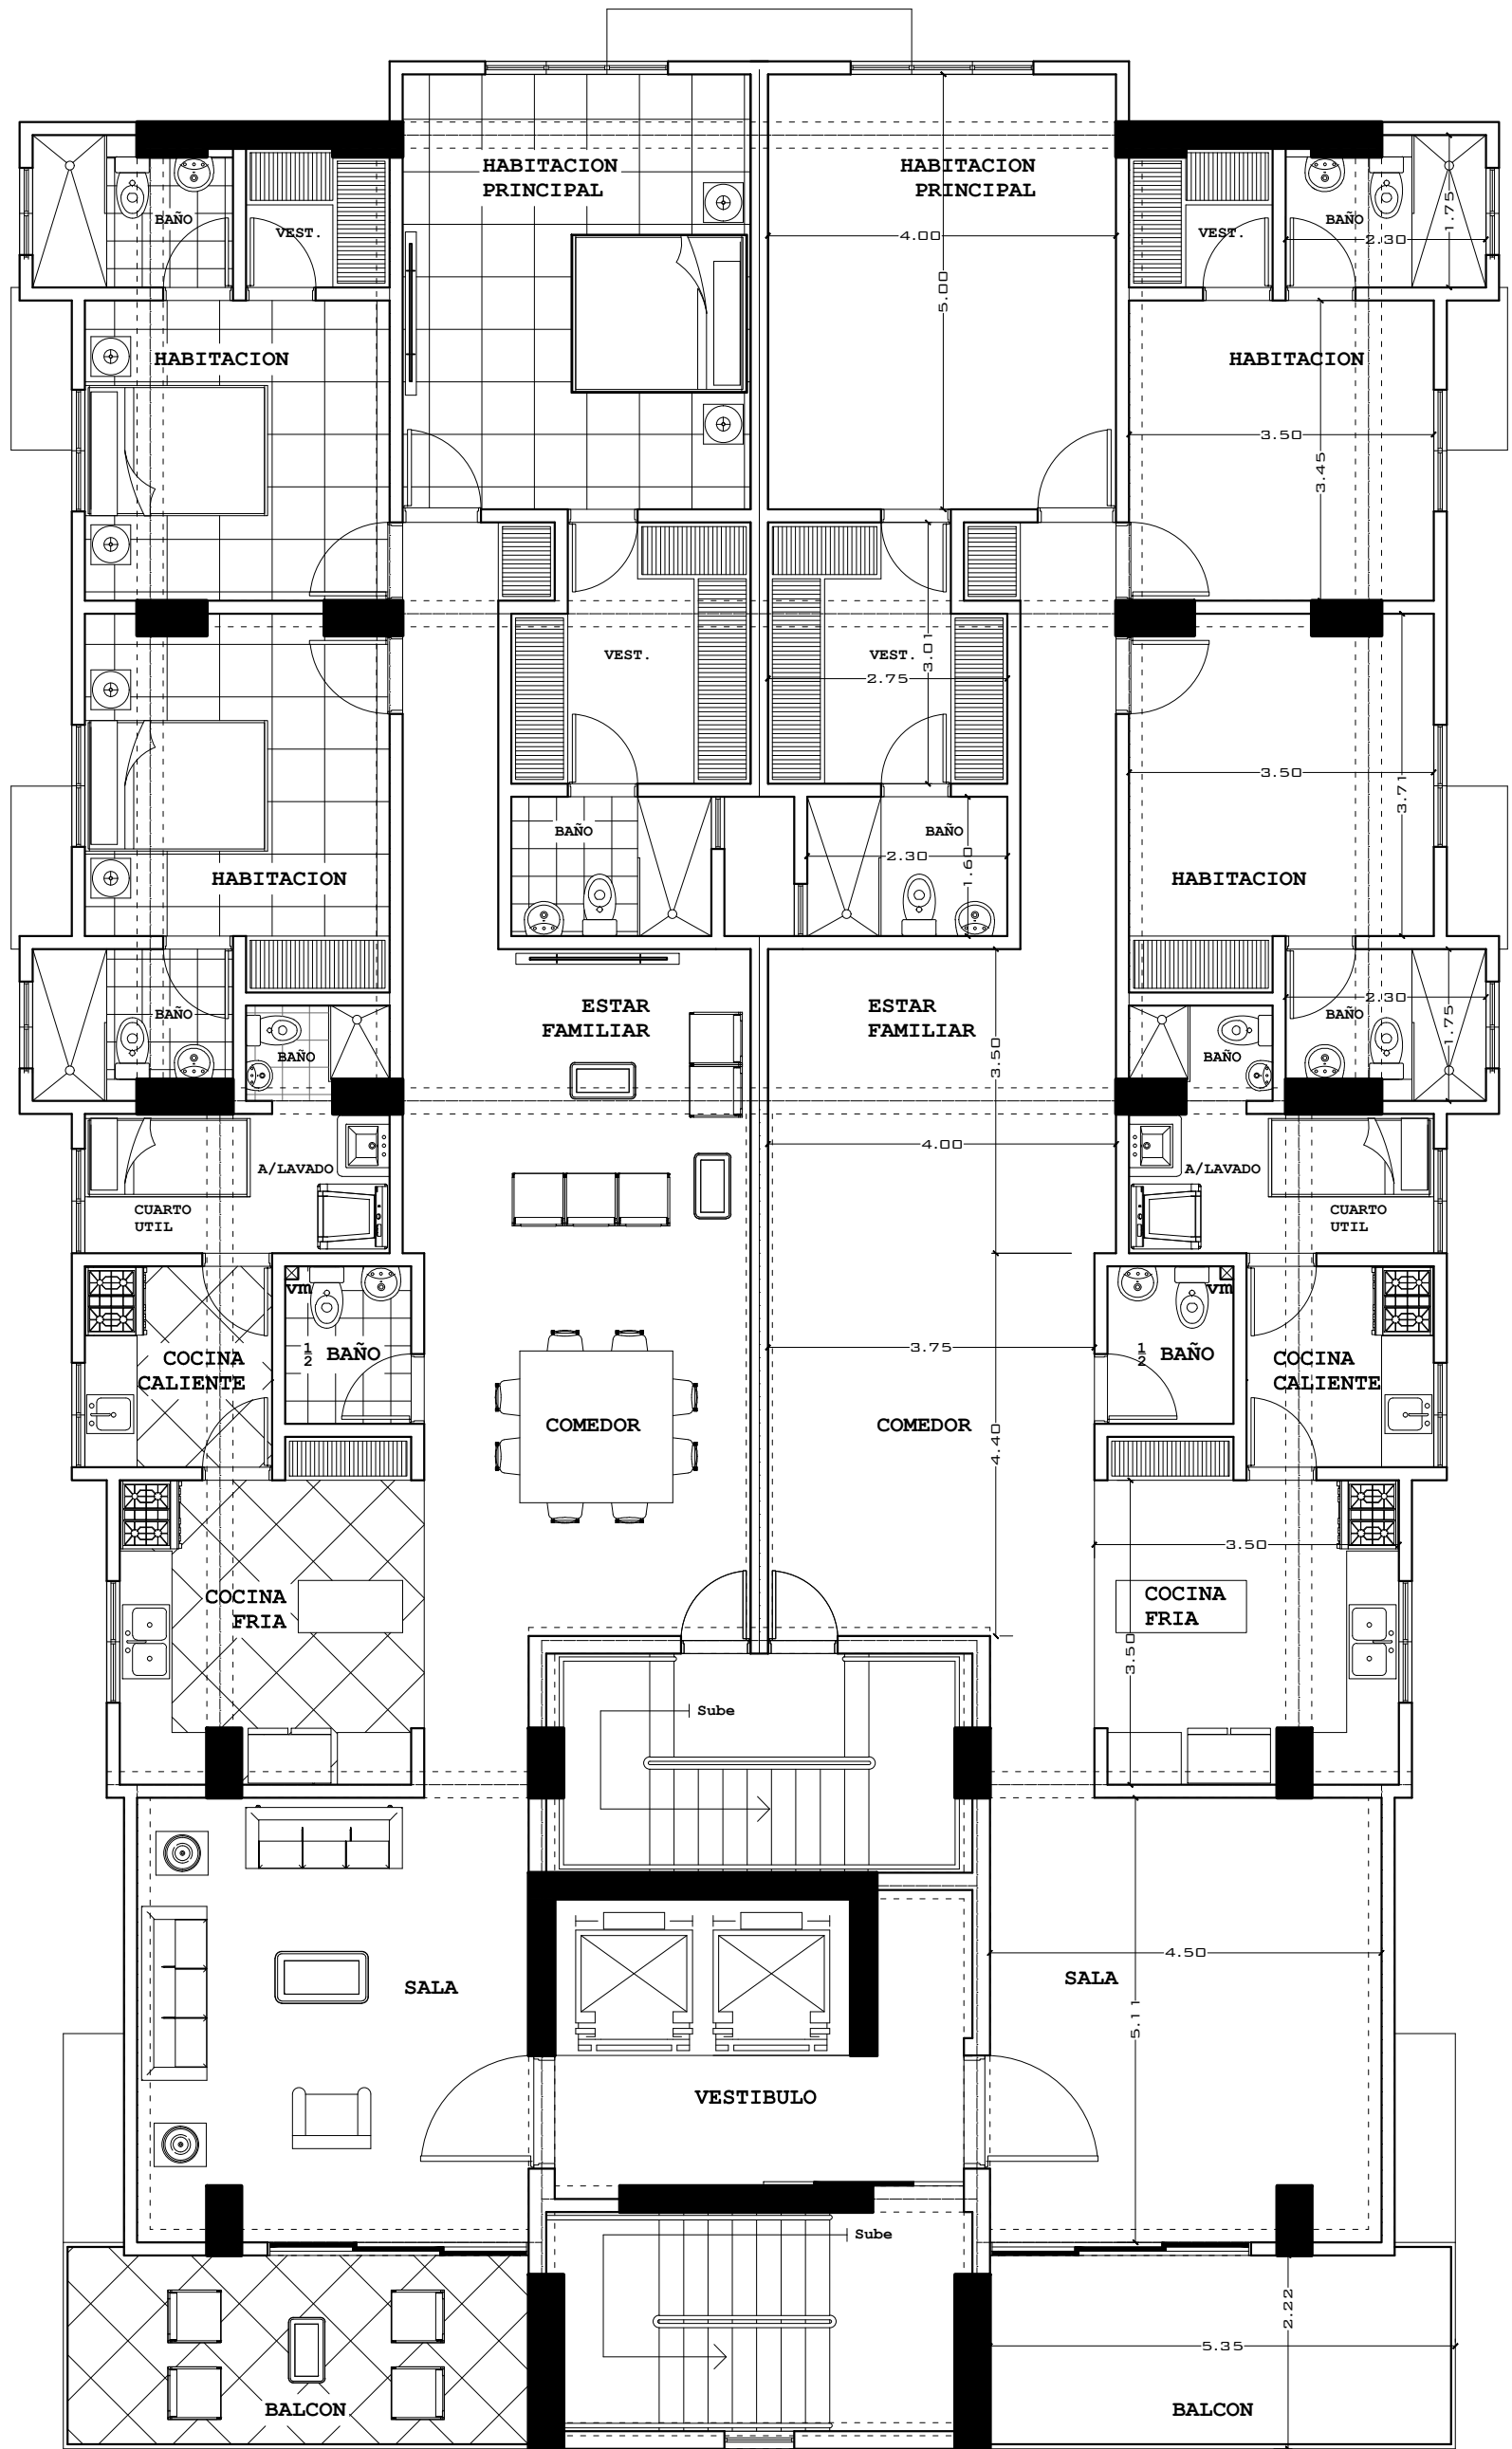 HABITACION
PRINCIPAL
HABITACION
PRINCIPAL
BAÑO
VEST.
4.00
5.00
VEST.
BAÑO
2.30
1.75
HABITACION
HABITACION
3.50
3.45
VEST.
VEST.
2.75
3.01
3.50
3.71
BAÑO
BAÑO
2.30
1.60
HABITACION
HABITACION
BAÑO
BAÑO
ESTAR
FAMILIAR
ESTAR
FAMILIAR
3.50
BAÑO
BAÑO
2.30
1.75
4.00
A/LAVADO
CUARTO
UTIL
A/LAVADO
CUARTO
UTIL
vm
1/2 BAÑO
COCINA
CALIENTE
3.75
vm
1/2 BAÑO
COCINA
CALIENTE
COMEDOR
COMEDOR
4.40
3.50
COCINA
FRIA
COCINA
FRIA
3.50
Sube
4.50
SALA
SALA
5.11
VESTIBULO
Sube
2.22
5.35
BALCON
BALCON